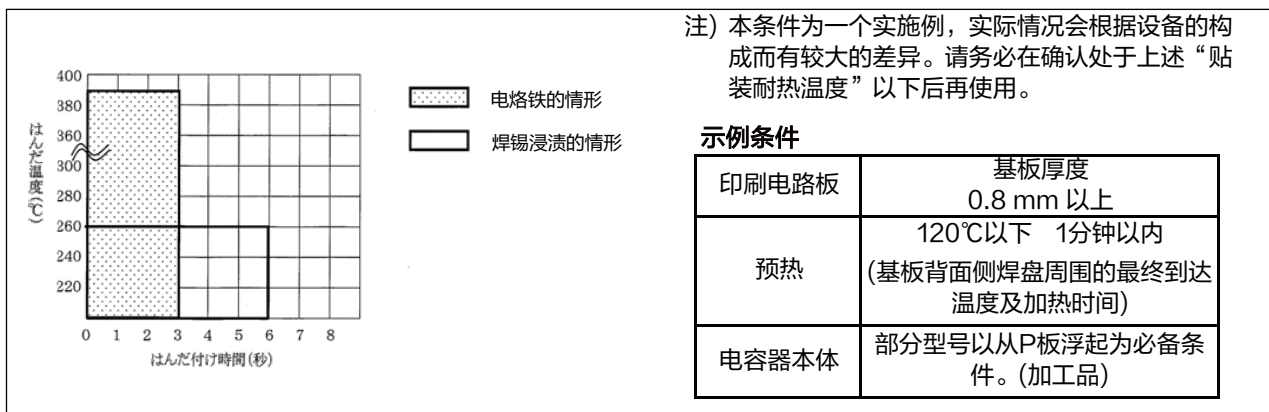 400
380
360
300
280
260
240
220
はんだ温度(℃)
0 1 2 3 4 5 6 7 8
はんだ付け時間(秒)
电烙铁的情形
焊锡浸渍的情形
注) 本条件为一个实施例，实际情况会根据设备的构
成而有较大的差异。请务必在确认处于上述“贴
装耐热温度”以下后再使用。
示例条件
印刷电路板
基板厚度
0.8 mm 以上
预热
120℃以下 1分钟以内
(基板背面侧焊盘周围的最终到达
温度及加热时间)
电容器本体
部分型号以从P板浮起为必备条
件。(加工品)